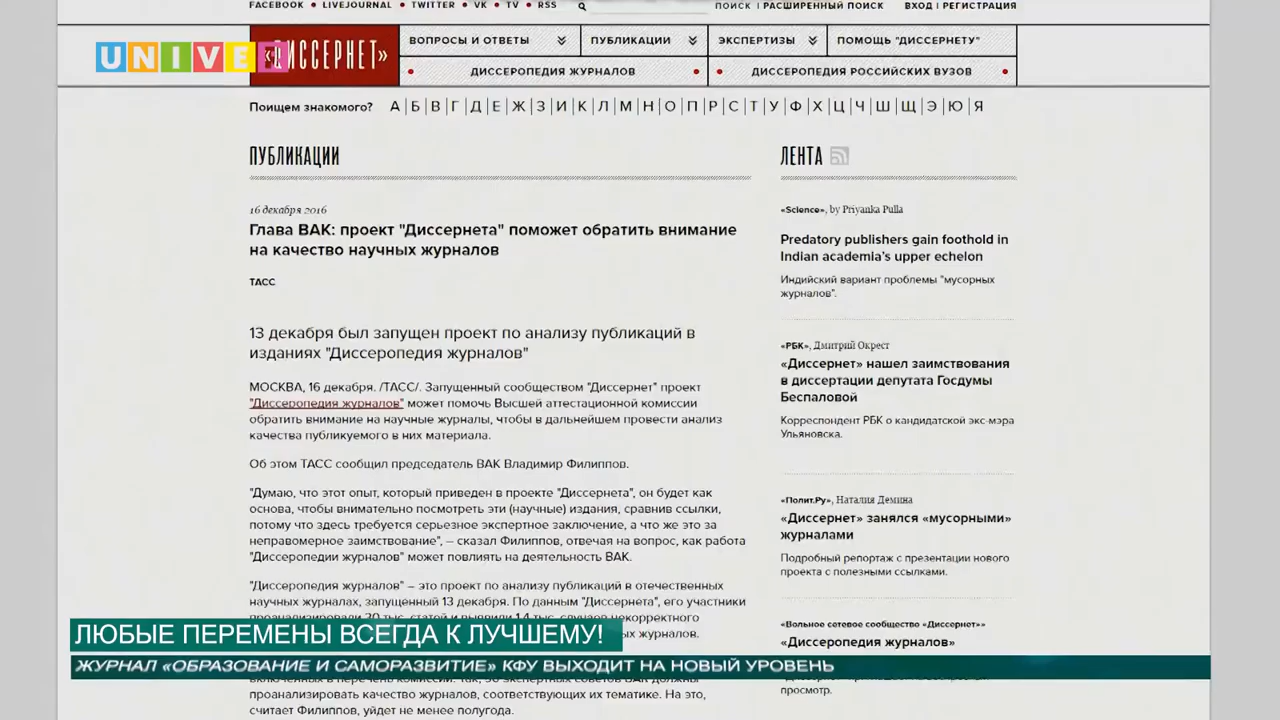 FACEBOOK • LIVEJOURNAL • TWITTER • VK • TV • RSS
ПОИСК | РАСШИРЕННЫЙ ПОИСК ВХОД | РЕГИСТРАЦИЯ
UNIVE
«ДИССЕРНЕТ»
ВОПРОСЫ И ОТВЕТЫ ПУБЛИКАЦИИ ЭКСПЕРТИЗЫ ПОМОЩЬ "ДИССЕРНЕТУ"
ДИССЕРОПЕДИЯ ЖУРНАЛОВ ДИССЕРОПЕДИЯ РОССИЙСКИХ ВУЗОВ
Поищем знакомого? А|Б|В|Г|Д|Е|Ж|З|И|К|Л|М|Н|О|П|Р|С|Т|У|Ф|Х|Ц|Ч|Ш|Щ|Э|Ю|Я
ПУБЛИКАЦИИ
16 декабря 2016
Глава ВАК: проект "Диссернета" поможет обратить внимание
на качество научных журналов
ТАСС
13 декабря был запущен проект по анализу публикаций в
изданиях "Диссеропедия журналов"
МОСКВА, 16 декабря. /ТАСС/. Запущенный сообществом "Диссернет" проект
"Диссеропедия журналов" может помочь Высшей аттестационной комиссии
обратить внимание на научные журналы, чтобы в дальнейшем провести анализ
качества публикуемого в них материала.
Об этом ТАСС сообщил председатель ВАК Владимир Филиппов.
"Думаю, что этот опыт, который приведен в проекте "Диссернета", он будет как
основа, чтобы внимательно посмотреть эти (научные) издания, сравнив ссылки,
потому что здесь требуется серьезное экспертное заключение, а что же это за
неправомерное заимствование", – сказал Филиппов, отвечая на вопрос, как работа
"Диссеропедии журналов" может повлиять на деятельность ВАК.
"Диссеропедия журналов" – это проект по анализу публикаций в отечественных
научных журналах, запущенный 13 декабря. По данным "Диссернета", его участники
проанализировали 30 тыс. статей и выявили 1,4 тыс. случаев некорректного
журналов.
проанализировать качество журналов, соответствующих их тематике. На это,
считает Филиппов, уйдет не менее полугода.
ЛЕНТА
«Science», by Priyanka Pulla
Predatory publishers gain foothold in
Indian academia's upper echelon
Индийский вариант проблемы "мусорных
журналов".
«РБК», Дмитрий Окрест
«Диссернет» нашел заимствования
в диссертации депутата Госдумы
Беспаловой
Корреспондент РБК о кандидатской экс-мэра
Ульяновска.
«Полит.Ру», Наталия Демина
«Диссернет» занялся «мусорными»
журналами
Подробный репортаж с презентации нового
проекта с полезными ссылками.
«Вольное сетевое сообщество «Диссернет»»
«Диссеропедия журналов»
просмотр.
ЛЮБЫЕ ПЕРЕМЕНЫ ВСЕГДА К ЛУЧШЕМУ!
ЖУРНАЛ «ОБРАЗОВАНИЕ И САМОРАЗВИТИЕ» КФУ ВЫХОДИТ НА НОВЫЙ УРОВЕНЬ